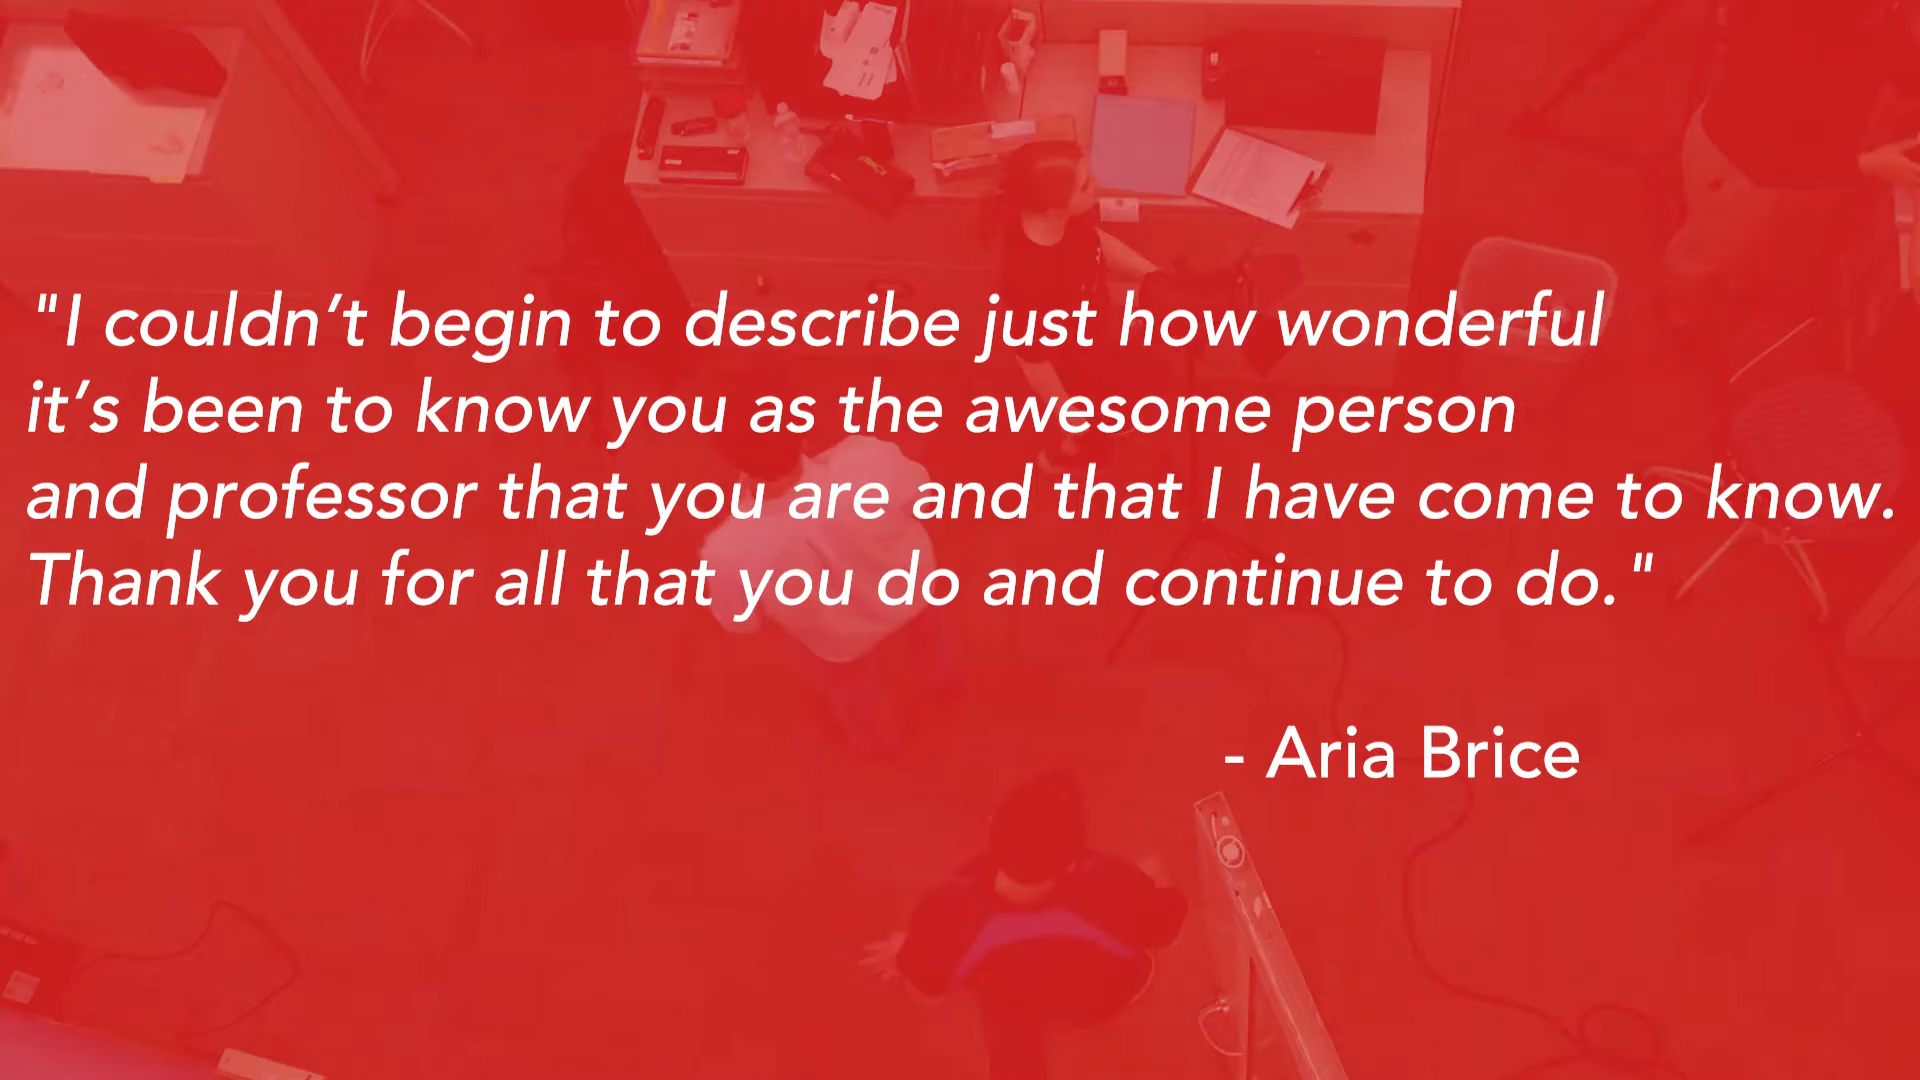 "I couldn’t begin to describe just how wonderful
it’s been to know you as the awesome person
and professor that you are and that I have come to know.
Thank you for all that you do and continue to do."
- Aria Brice